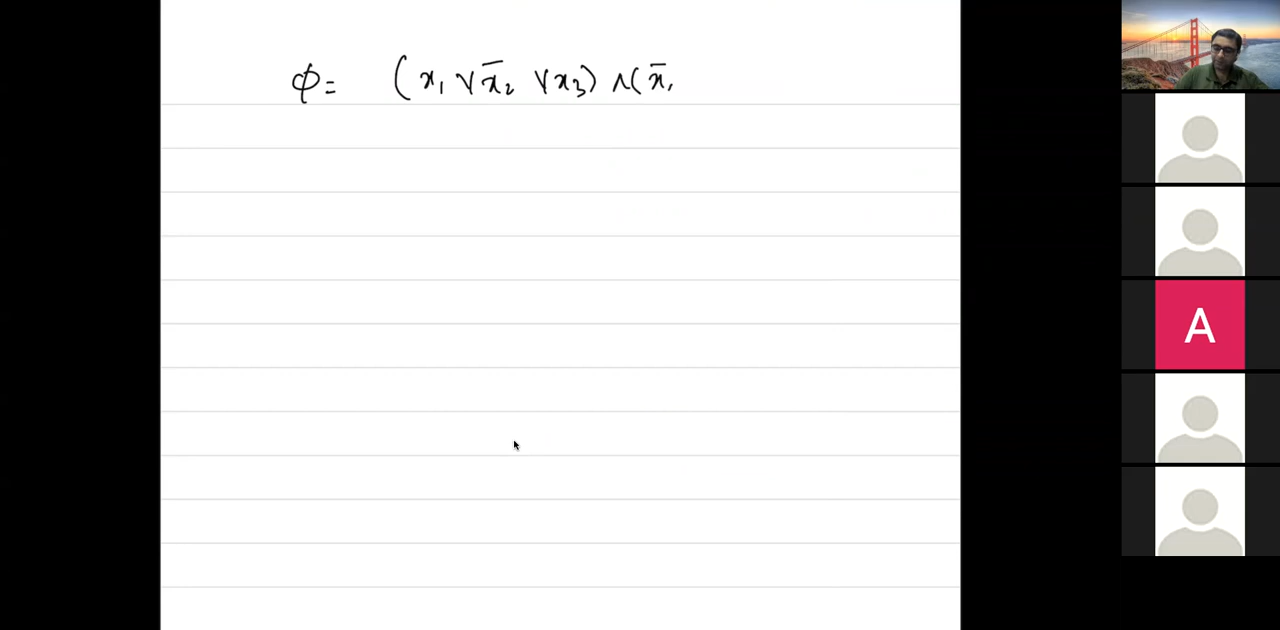 φ = (x₁ ∨ x̄₂ ∨ x₃) ∧ (x̄₁
A